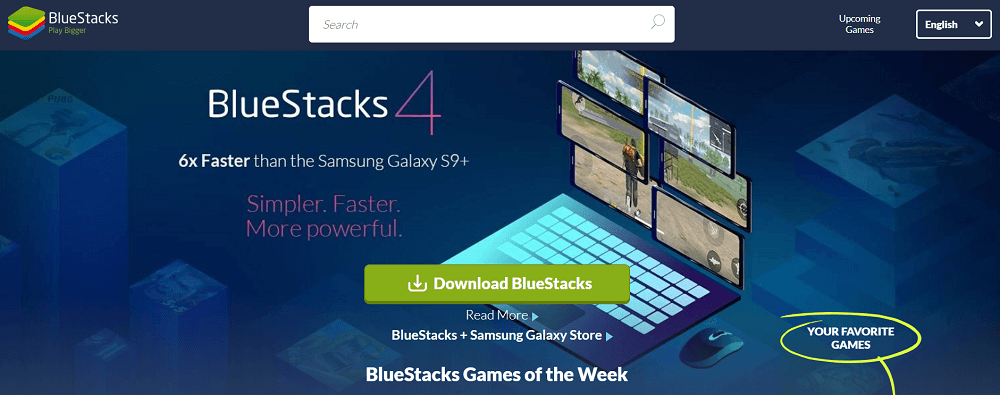 BlueStacks
Play Bigger
Search
Upcoming
Games
English
BlueStacks 4
6x Faster than the Samsung Galaxy S9+
Simpler. Faster.
More powerful.
Download BlueStacks
Read More
BlueStacks + Samsung Galaxy Store
YOUR FAVORITE
GAMES
BlueStacks Games of the Week